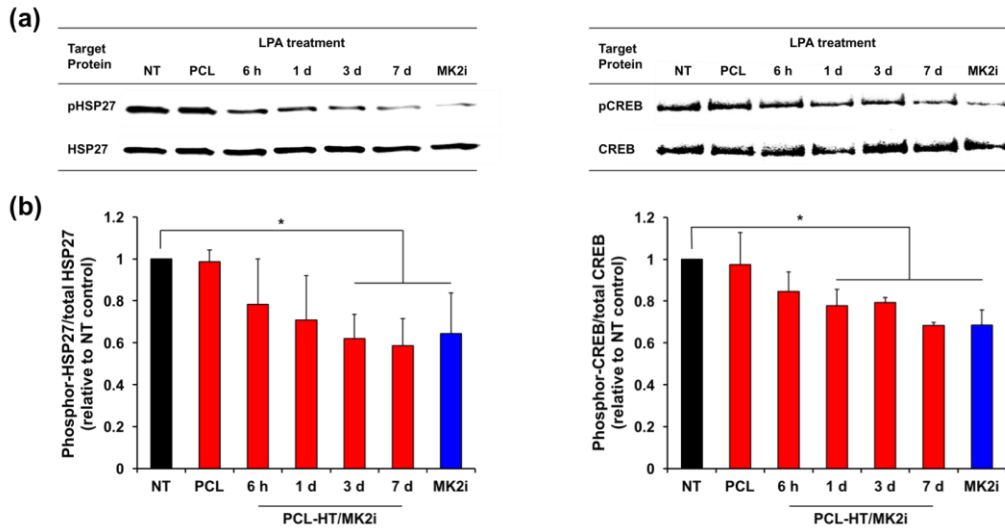 (a)
Target
Protein
LPA treatment
NT PCL 6 h 1 d 3 d 7 d MK2i
pHSP27
HSP27
Target
Protein
LPA treatment
NT PCL 6 h 1 d 3 d 7 d MK2i
pCREB
CREB
(b)
Phosphor-HSP27/total HSP27
(relative to NT control)
1.2
1
0.8
0.6
0.4
0.2
0
*
NT PCL 6 h 1 d 3 d 7 d MK2i
PCL-HT/MK2i
Phosphor-CREB/total CREB
(relative to NT control)
1.2
1
0.8
0.6
0.4
0.2
0
*
NT PCL 6 h 1 d 3 d 7 d MK2i
PCL-HT/MK2i